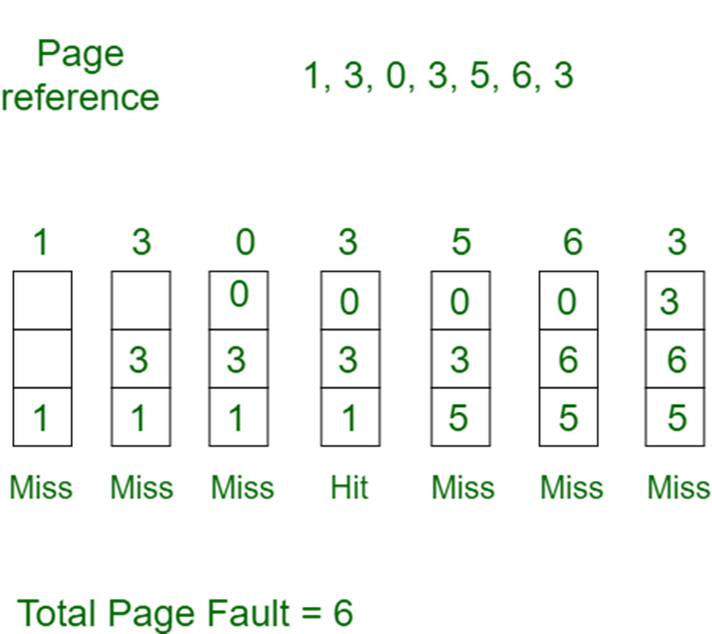 Page
reference
1, 3, 0, 3, 5, 6, 3
1 3 0 3 5 6 3
0 0 0 0 3
3 3 3 3 6 6
1 1 1 1 5 5 5
Miss Miss Miss Hit Miss Miss Miss
Total Page Fault = 6